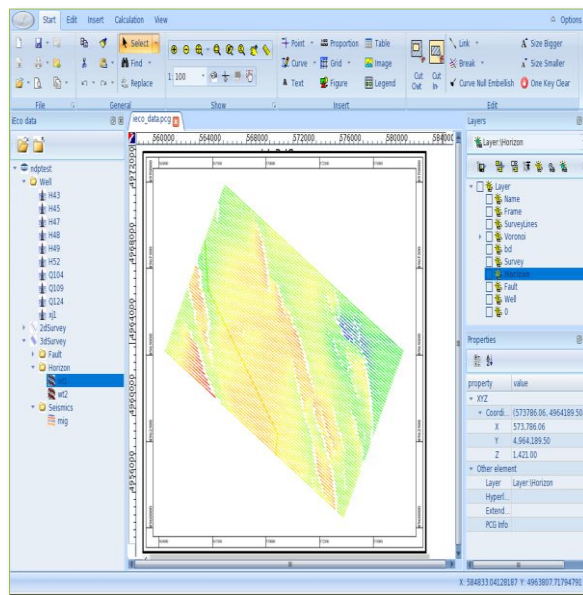 Start Edit Insert Calculation View Options
Select Point Proportion Table Link Size Bigger
Find Curve Grid Image Break Size Smaller
Replace 1: 100 Text Figure Legend Cut Out Cut In Curve Null Embellish One Key Clear
File General Show Insert Edit
Eco data
ieco_data.pcg
Layers
560000 564000 568000 572000 576000 580000 584000
Layer:\Horizon
ndptest
Well
H43
H45
H47
H48
H49
H52
Q104
Q109
Q124
xj1
2dSurvey
3dSurvey
Fault
Horizon
wt2
Seismics
mig
4972000
4968000
4964000
4960000
4956000
Layer
Name
Frame
SurveyLines
Voronoi
bd
Survey
Horizon
Fault
Well
0
Properties
property value
XYZ
Coordi... (573786.06, 4964189.50
X 573,786.06
Y 4,964,189.50
Z 1,421.00
Other element
Layer Layer:\Horizon
Hyperl...
Extend...
PCG Info
X: 584833.04128187 Y: 4963807.71794791